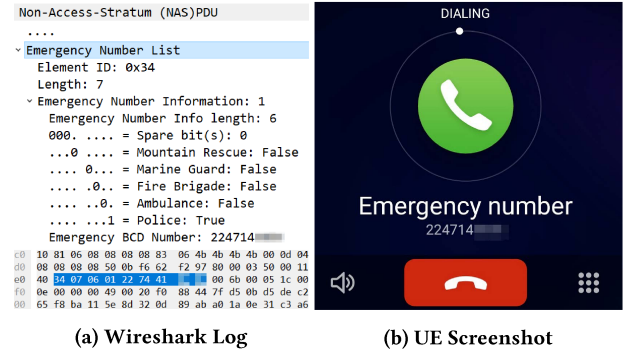 Non-Access-Stratum (NAS)PDU
....
Emergency Number List
Element ID: 0x34
Length: 7
Emergency Number Information: 1
Emergency Number Info length: 6
000. .... = Spare bit(s): 0
...0 .... = Mountain Rescue: False
.... 0... = Marine Guard: False
.... .0.. = Fire Brigade: False
.... ..0. = Ambulance: False
.... ...1 = Police: True
Emergency BCD Number: 224714
c0 10 81 06 08 08 08 08 83 06 4b 4b 4b 4b 00 0d 04
d0 08 08 08 08 50 0b f6 62 f2 97 80 00 03 50 00 11
e0 40 34 07 06 01 22 74 41 00 6b 00 05 1c 00
f0 0e 00 00 00 49 00 20 f0 88 44 7f d5 0b d5 de c2
00 65 f8 ba 11 5e 8d 32 0d 89 ab a0 1a 0e 31 c3 a6
(a) Wireshark Log
DIALING
Emergency number
224714
(b) UE Screenshot